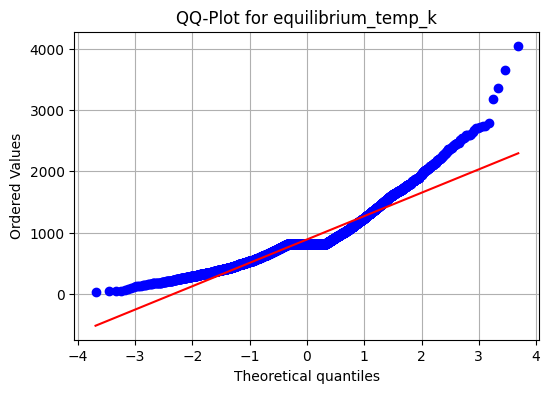 QQ-Plot for equilibrium_temp_k
Ordered Values
4000
3000
2000
1000
0
−4 −3 −2 −1 0 1 2 3 4
Theoretical quantiles